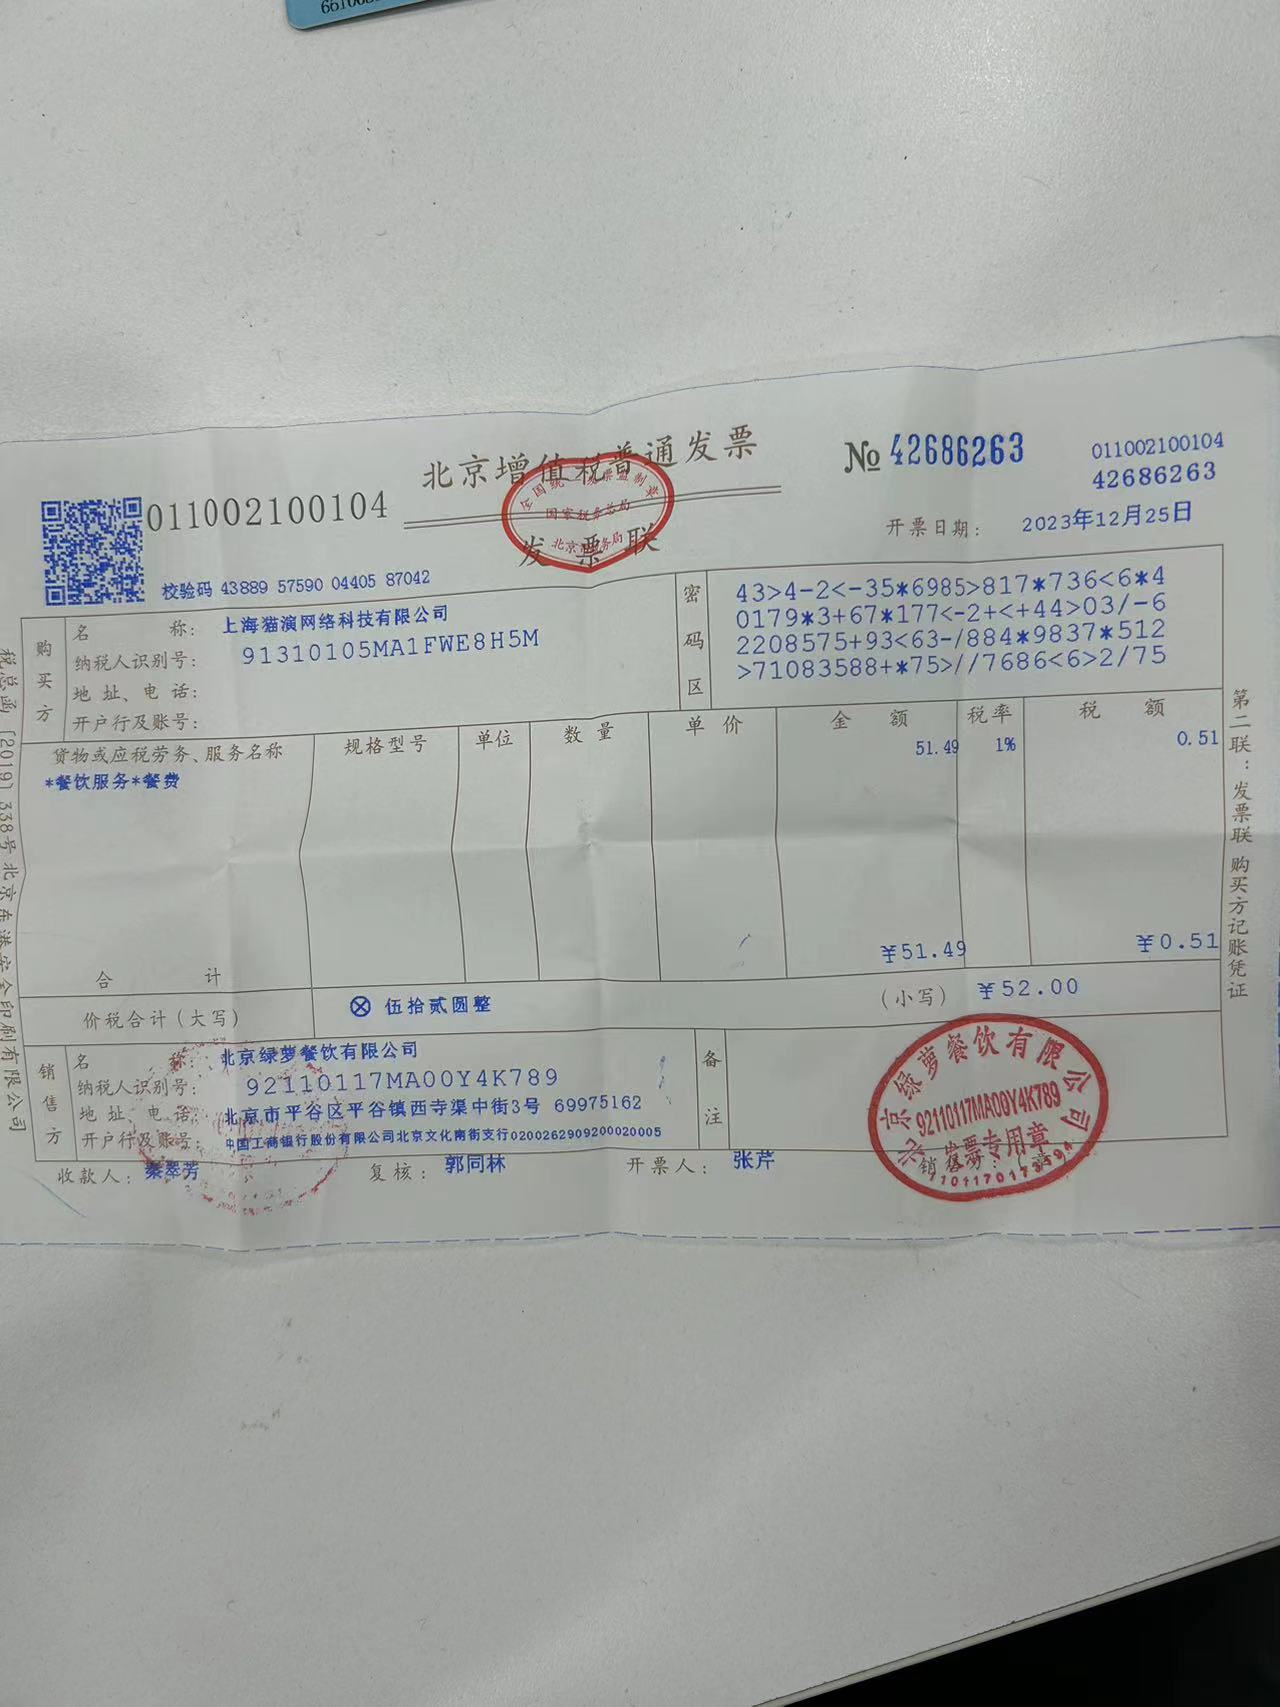 北京增值税普通发票
发票联
全国统一发票监制章
国家税务总局
北京 税务局
011002100104
№ 42686263
011002100104
42686263
开票日期: 2023年12月25日
校验码 43889 57590 04405 87042
购买方
名 称: 上海猫演网络科技有限公司
纳税人识别号: 91310105MA1FWE8H5M
地 址、电 话:
开户行及账号:
密码区
43>4-2<-35*6985>817*736<6*4
0179*3+67*177<-2+<+44>03/-6
2208575+93<63-/884*9837*512
>71083588+*75>//7686<6>2/75
货物或应税劳务、服务名称 规格型号 单位 数 量 单 价 金 额 税率 税 额
*餐饮服务*餐费 51.49 1% 0.51
合 计 ¥51.49 ¥0.51
价税合计(大写) ⊗ 伍拾贰圆整 (小写) ¥52.00
销售方
名 称: 北京绿萝餐饮有限公司
纳税人识别号: 92110117MA00Y4K789
地 址、电 话: 北京市平谷区平谷镇西寺渠中街3号 69975162
开户行及账号: 中国工商银行股份有限公司北京文化南街支行0200262909200020005
备注
收款人: 秦翠芳 复核: 郭同林 开票人: 张芹 销售方:(章)
北京绿萝餐饮有限公司
92110117MA00Y4K789
发票专用章
第二联:发票联 购买方记账凭证
税总函〔2019〕338号北京东港安全印刷有限公司